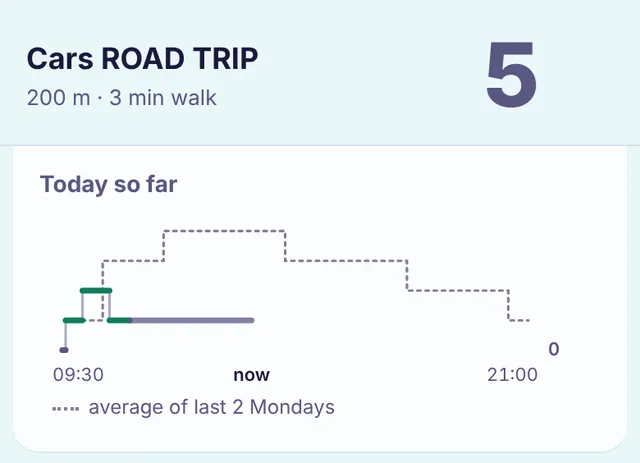 Cars ROAD TRIP
5
200 m · 3 min walk
Today so far
0
09:30 now 21:00
average of last 2 Mondays